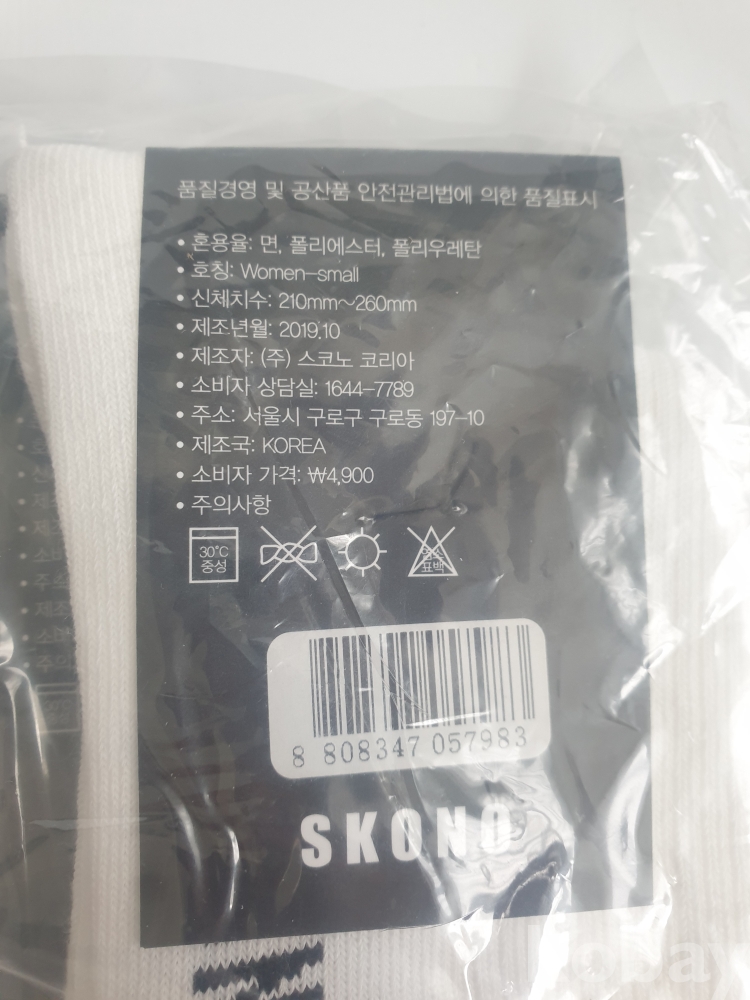 품질경영 및 공산품 안전관리법에 의한 품질표시
• 혼용율: 면, 폴리에스터, 폴리우레탄
• 호칭: Women-small
• 신체치수: 210mm~260mm
• 제조년월: 2019.10
• 제조자: (주) 스코노 코리아
• 소비자 상담실: 1644-7789
• 주소: 서울시 구로구 구로동 197-10
• 제조국: KOREA
• 소비자 가격: ₩4,900
• 주의사항
30°C
중성
염소
표백
8 808347 057983
SKONO